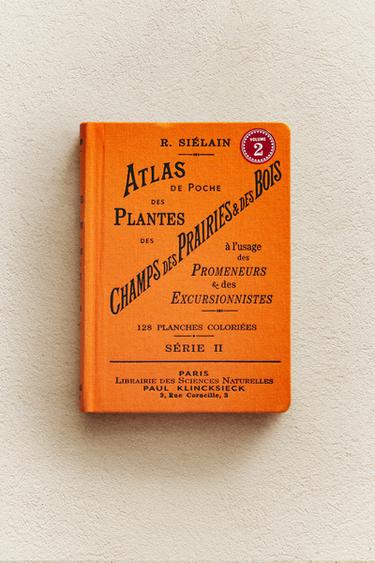 R. SIÉLAIN
VOLUME
2
ATLAS
DE POCHE
DES
PLANTES
DES
CHAMPS DES PRAIRIES & DES BOIS
à l'usage
des
PROMENEURS
& des
EXCURSIONNISTES
128 PLANCHES COLORIÉES
SÉRIE II
PARIS
LIBRAIRIE DES SCIENCES NATURELLES
PAUL KLINCKSIECK
3, Rue Corneille, 3